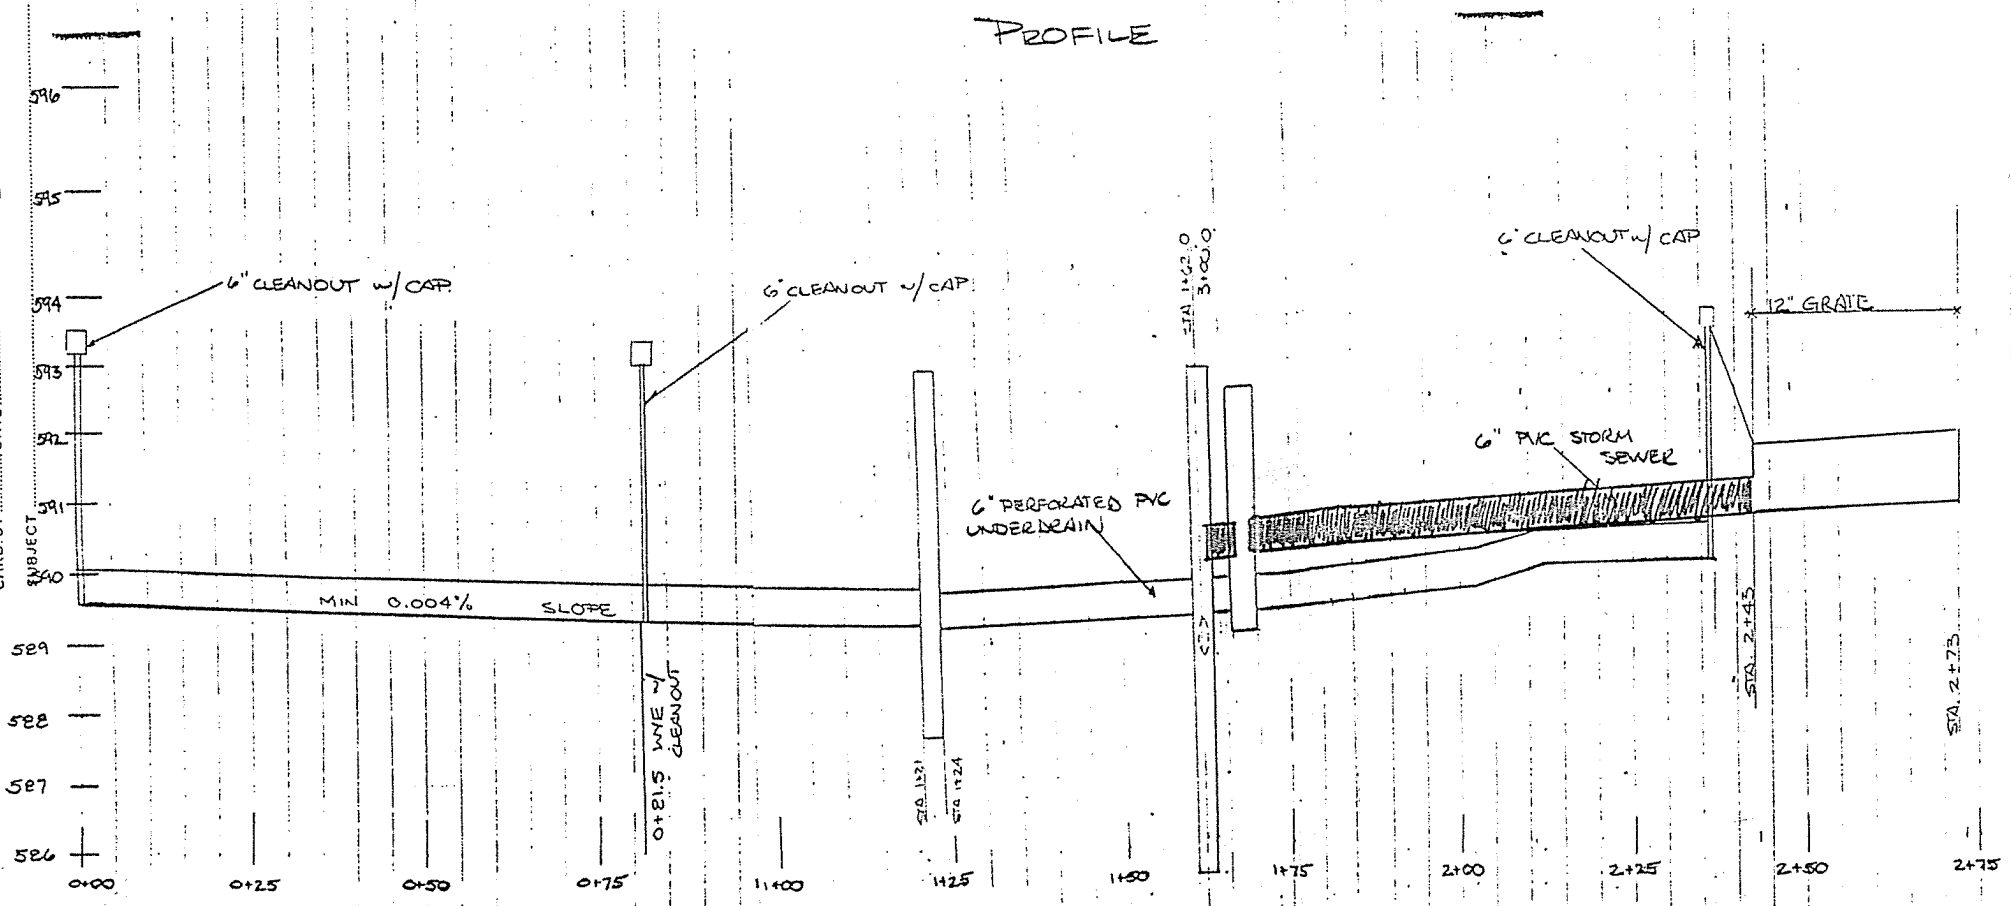 PROFILE
596
595
594
593
592
591
590
589
588
587
586
SUBJECT
6" CLEANOUT w/ CAP.
6" CLEANOUT w/ CAP.
STA 1+62.0
6" CLEANOUT w/ CAP
12" GRATE
6" PVC STORM
SEWER
6" PERFORATED PVC
UNDERDRAIN
MIN 0.004% SLOPE
0+81.5 WYE w/
CLEANOUT
STA 1+21
STA 1+24
STA. 2+43
STA. 2+73
0+00
0+25
0+50
0+75
1+00
1+25
1+50
1+75
2+00
2+25
2+50
2+75